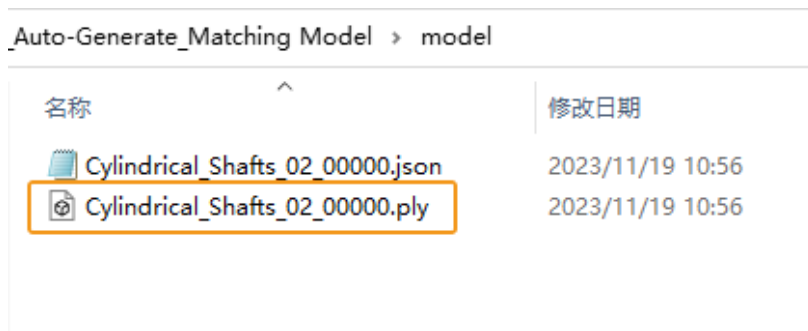 _Auto-Generate_Matching Model > model
名称 修改日期
Cylindrical_Shafts_02_00000.json 2023/11/19 10:56
Cylindrical_Shafts_02_00000.ply 2023/11/19 10:56